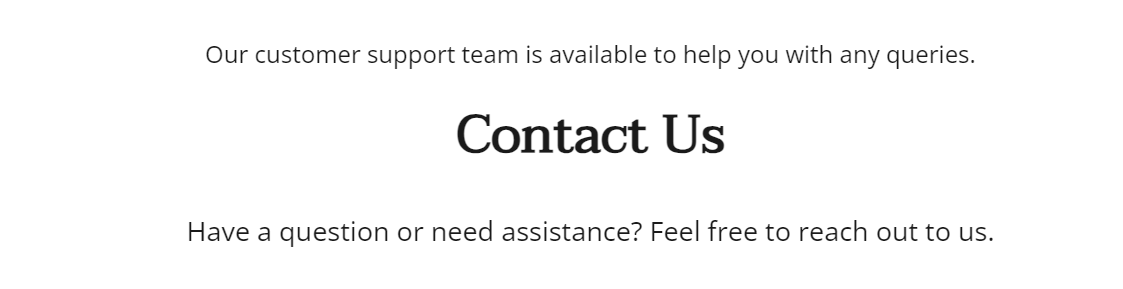 Our customer support team is available to help you with any queries.
Contact Us
Have a question or need assistance? Feel free to reach out to us.